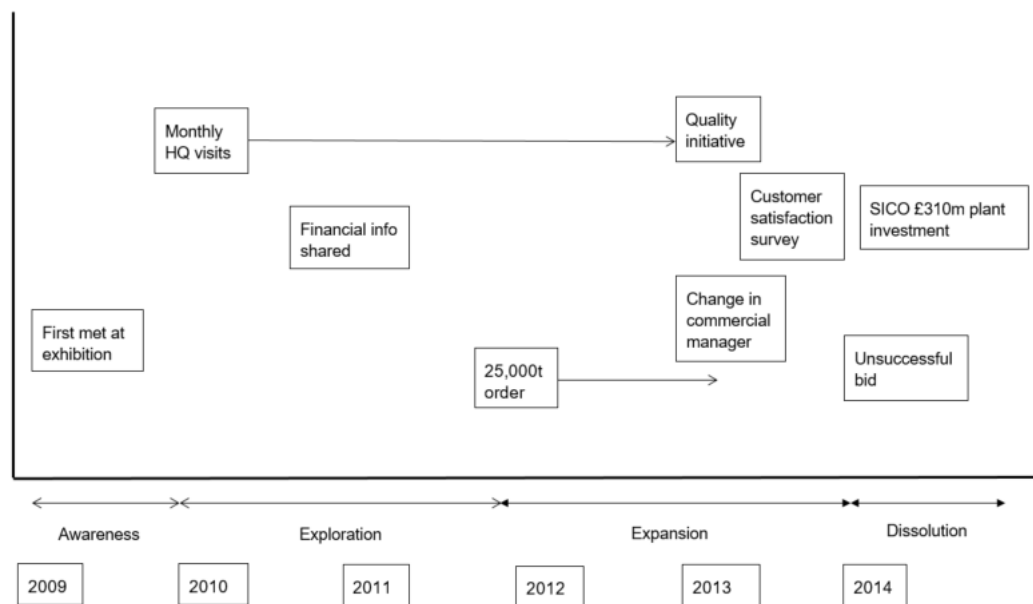 Monthly
HQ visits
Quality
initiative
Customer
satisfaction
survey
SICO £310m plant
investment
Financial info
shared
Change in
commercial
manager
First met at
exhibition
25,000t
order
Unsuccessful
bid
Awareness
Exploration
Expansion
Dissolution
2009
2010
2011
2012
2013
2014